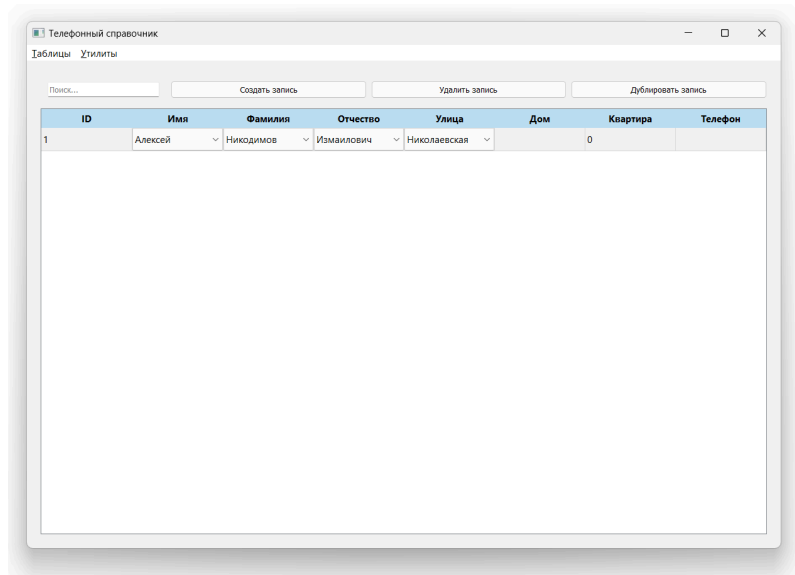 Телефонный справочник
Таблицы Утилиты
Поиск... Создать запись Удалить запись Дублировать запись
ID Имя Фамилия Отчество Улица Дом Квартира Телефон
1 Алексей Никодимов Измаилович Николаевская 0